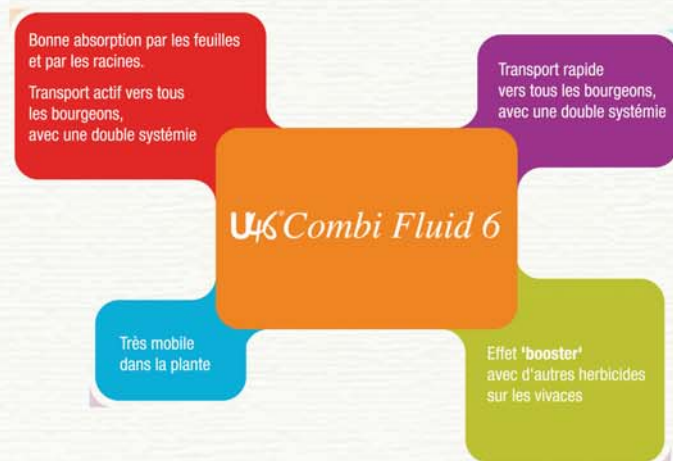 Bonne absorption par les feuilles
et par les racines.
Transport actif vers tous
les bourgeons,
avec une double systémie
Transport rapide
vers tous les bourgeons,
avec une double systémie
U46® Combi Fluid 6
Très mobile
dans la plante
Effet 'booster'
avec d'autres herbicides
sur les vivaces